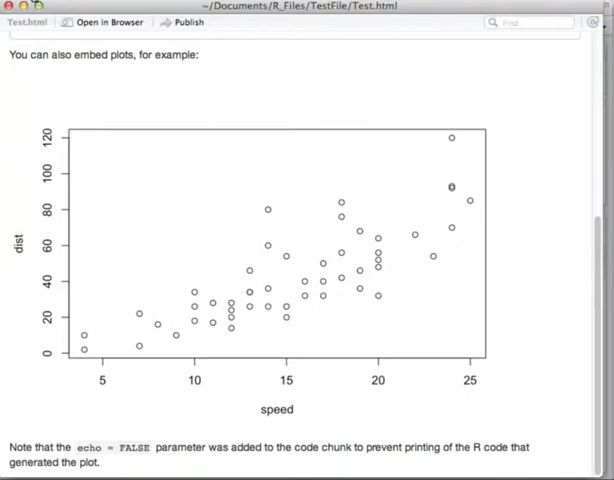 ~/Documents/R_Files/TestFile/Test.html
Test.html Open in Browser Publish Find
You can also embed plots, for example:
120
100
80
60
40
20
0
dist
5 10 15 20 25
speed
Note that the echo = FALSE parameter was added to the code chunk to prevent printing of the R code that
generated the plot.